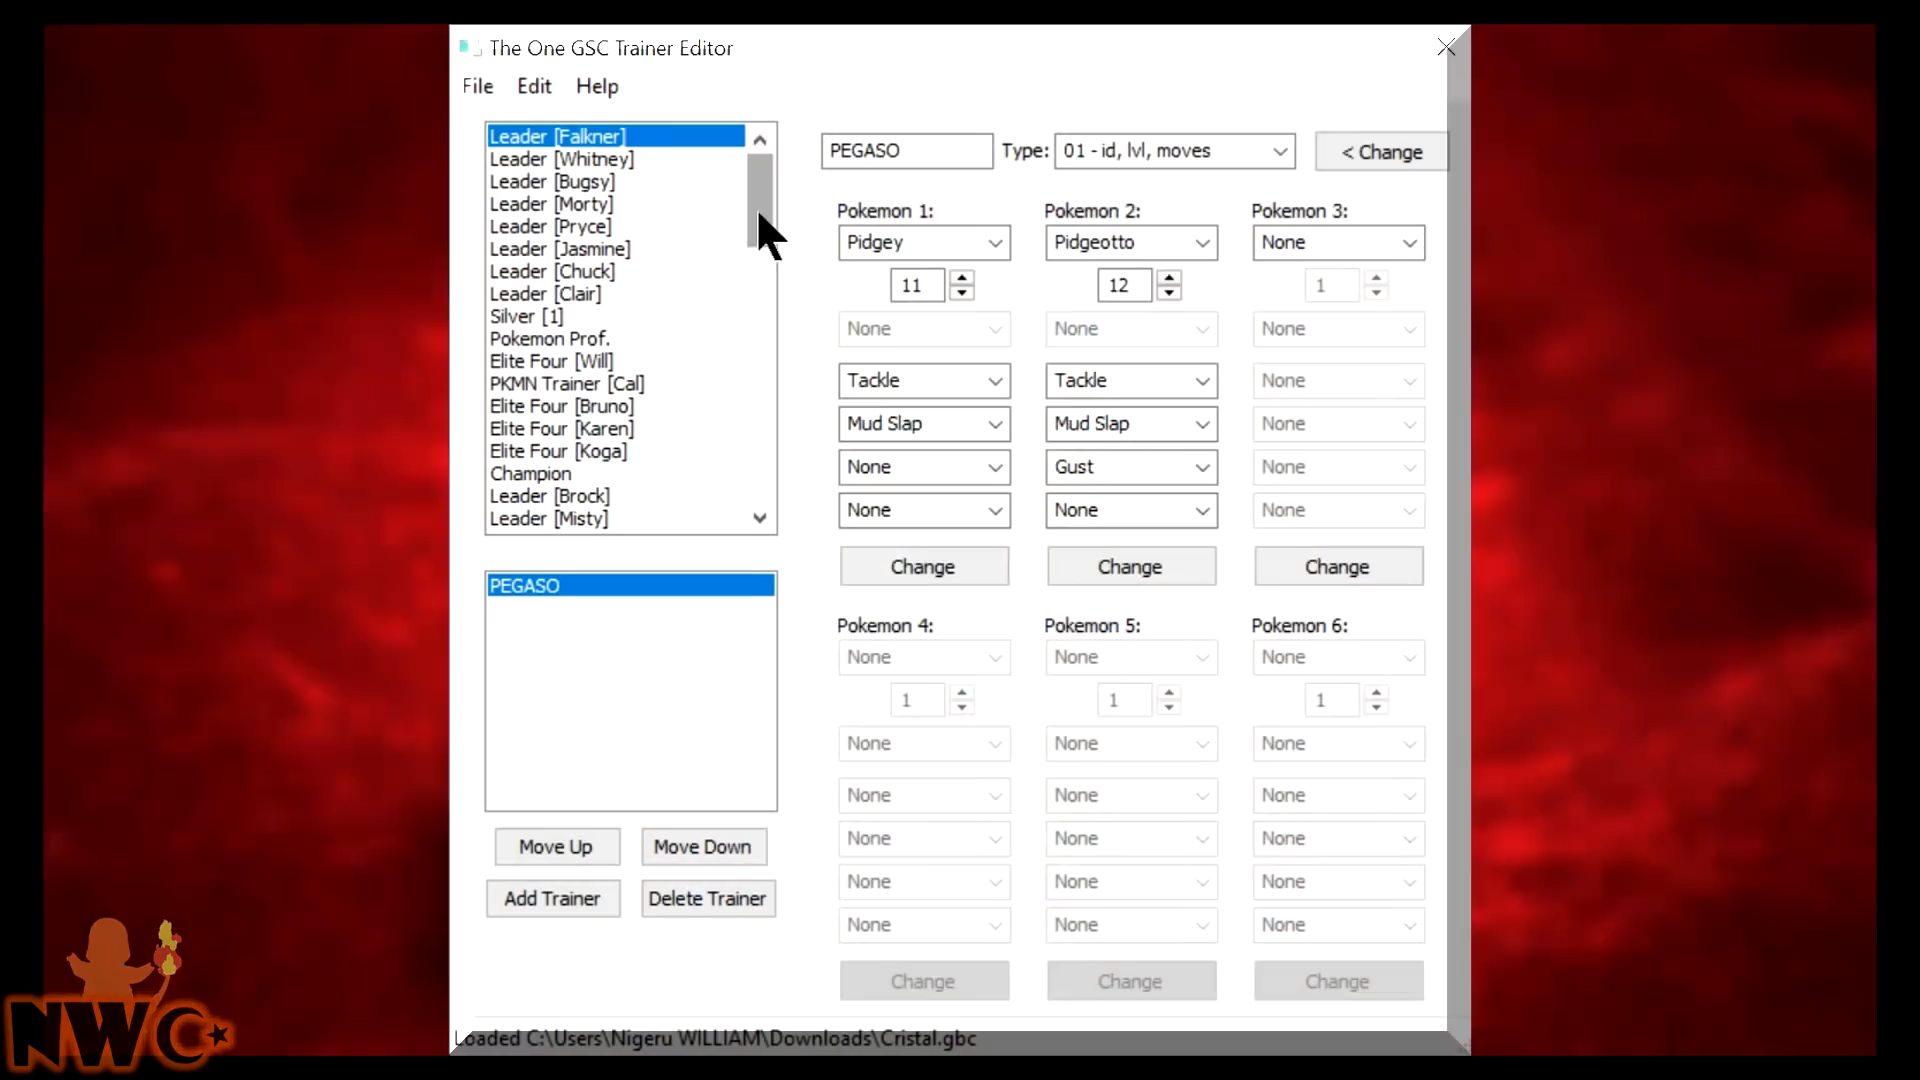 The One GSC Trainer Editor
File Edit Help
Leader [Falkner]
Leader [Whitney]
Leader [Bugsy]
Leader [Morty]
Leader [Pryce]
Leader [Jasmine]
Leader [Chuck]
Leader [Clair]
Silver [1]
Pokemon Prof.
Elite Four [Will]
PKMN Trainer [Cal]
Elite Four [Bruno]
Elite Four [Karen]
Elite Four [Koga]
Champion
Leader [Brock]
Leader [Misty]
PEGASO
Move Up Move Down
Add Trainer Delete Trainer
PEGASO Type: 01 - id, lvl, moves < Change
Pokemon 1: Pokemon 2: Pokemon 3:
Pidgey Pidgeotto None
11 12 1
None None None
Tackle Tackle None
Mud Slap Mud Slap None
None Gust None
None None None
Change Change Change
Pokemon 4: Pokemon 5: Pokemon 6:
None None None
1 1 1
None None None
None None None
None None None
None None None
None None None
Change Change Change
Loaded C:\Users\Nigeru WILLIAM\Downloads\Cristal.gbc
NWC